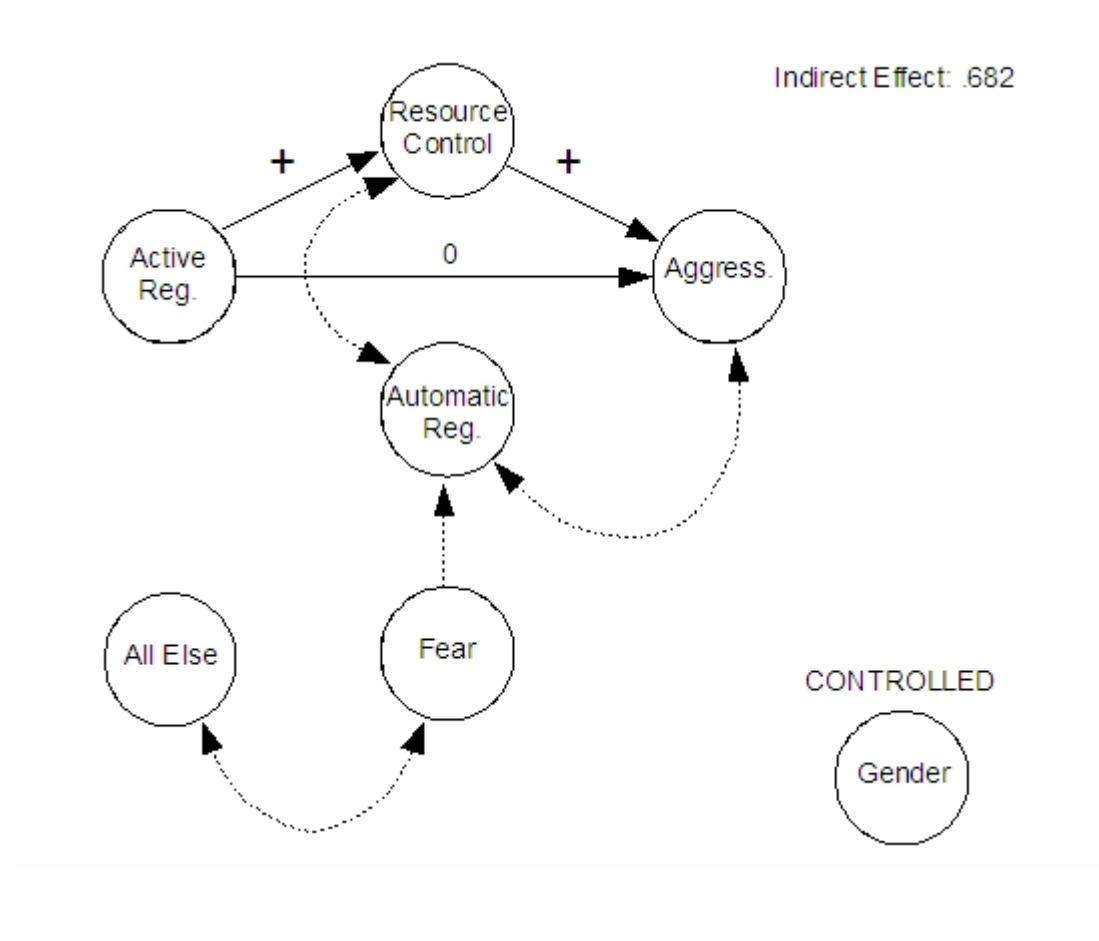 Indirect Effect: .682
Resource
Control
+
+
Active
Reg.
0
Aggress.
Automatic
Reg.
All Else
Fear
CONTROLLED
Gender